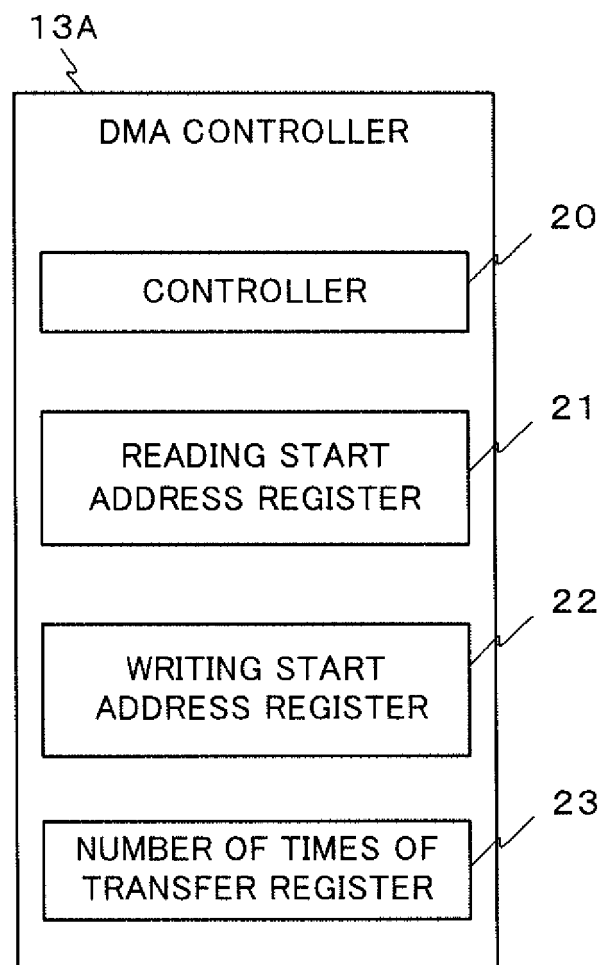 13A
DMA CONTROLLER
20
CONTROLLER
21
READING START
ADDRESS REGISTER
22
WRITING START
ADDRESS REGISTER
23
NUMBER OF TIMES OF
TRANSFER REGISTER